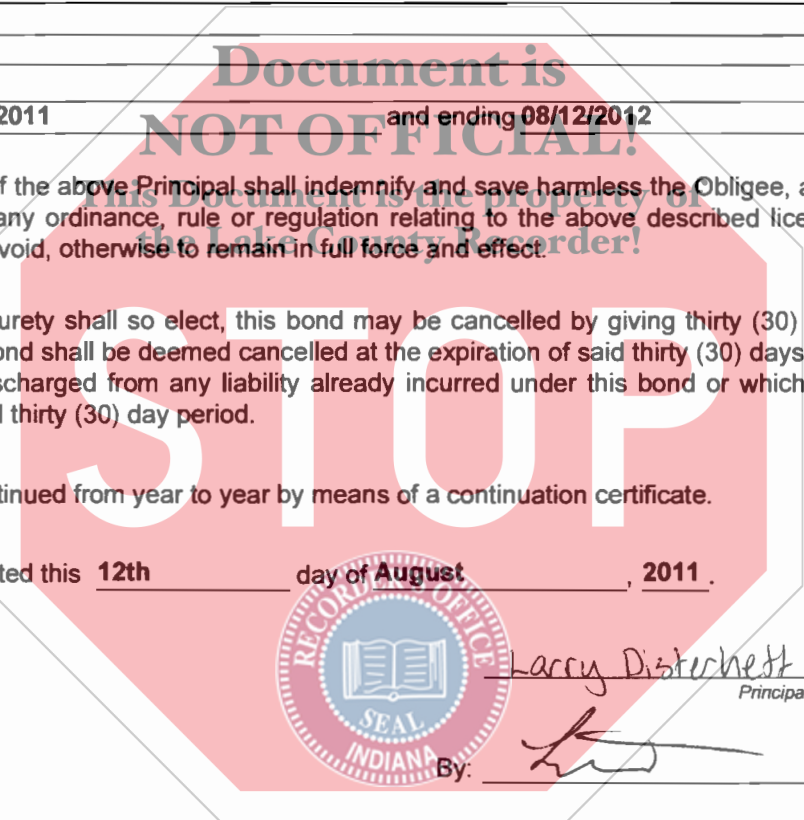 Document is
2011 and ending 08/12/2012
NOT OFFICIAL!
f the above Principal shall indemnify and save harmless the Obligee, a
This Document is the property of
any ordinance, rule or regulation relating to the above described lice
the Lake County Recorder!
void, otherwise to remain in full force and effect.
urety shall so elect, this bond may be cancelled by giving thirty (30)
ond shall be deemed cancelled at the expiration of said thirty (30) days
scharged from any liability already incurred under this bond or which
d thirty (30) day period.
STOP
tinued from year to year by means of a continuation certificate.
ted this 12th day of August, 2011.
RECORDER'S OFFICE
SEAL
INDIANA
Larry Disterheft
Principa
By: